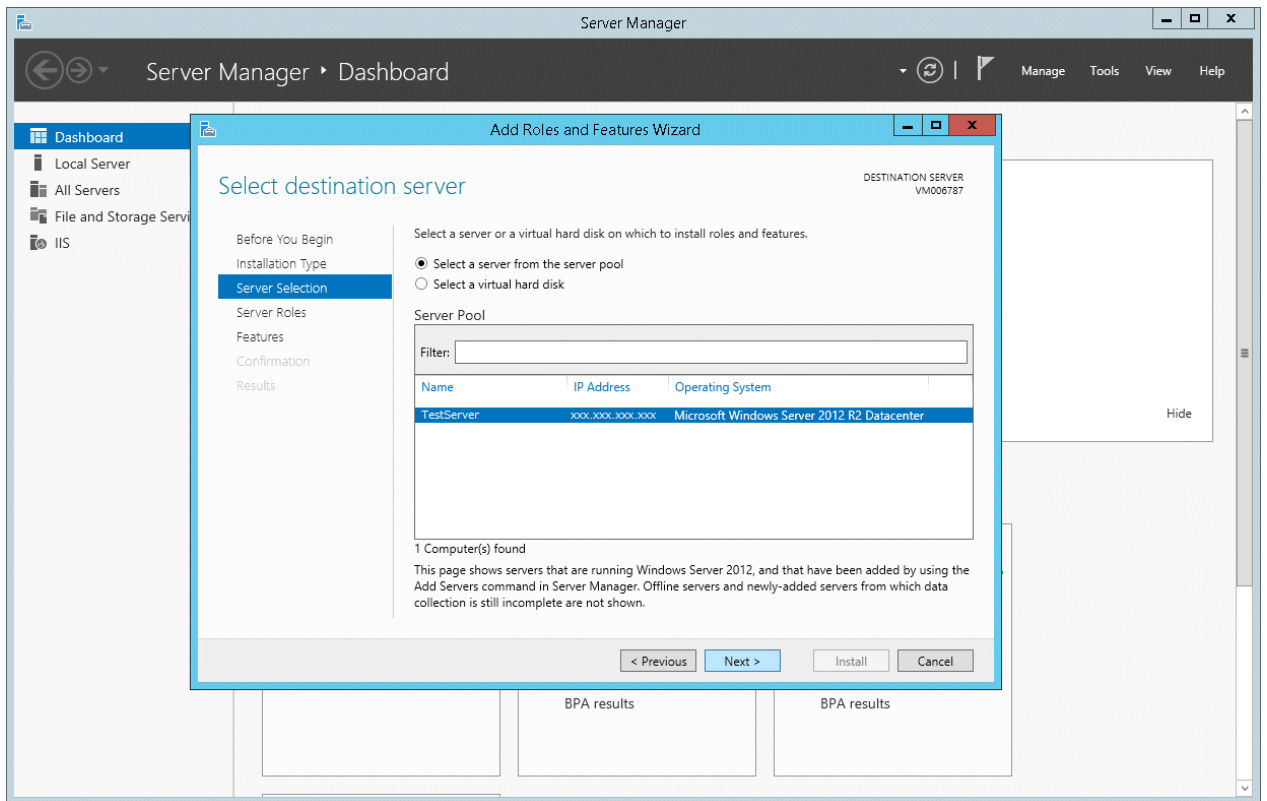 Server Manager
Server Manager ‣ Dashboard
Manage Tools View Help
Dashboard
Local Server
All Servers
File and Storage Servi
IIS
Add Roles and Features Wizard
Select destination server
DESTINATION SERVER
VM006787
Before You Begin
Installation Type
Server Selection
Server Roles
Features
Confirmation
Results
Select a server or a virtual hard disk on which to install roles and features.
Select a server from the server pool
Select a virtual hard disk
Server Pool
Filter:
Name IP Address Operating System
TestServer xxx.xxx.xxx.xxx Microsoft Windows Server 2012 R2 Datacenter
1 Computer(s) found
This page shows servers that are running Windows Server 2012, and that have been added by using the
Add Servers command in Server Manager. Offline servers and newly-added servers from which data
collection is still incomplete are not shown.
< Previous Next > Install Cancel
Hide
BPA results BPA results